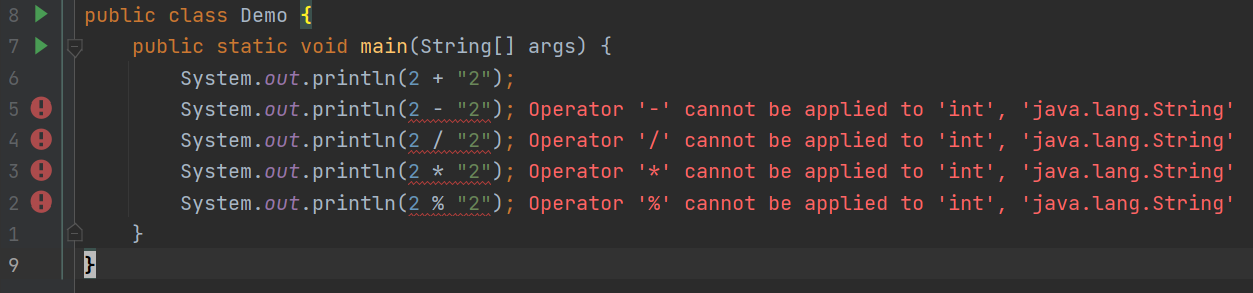 8 public class Demo {
7 public static void main(String[] args) {
6 System.out.println(2 + "2");
5 System.out.println(2 - "2"); Operator '-' cannot be applied to 'int', 'java.lang.String'
4 System.out.println(2 / "2"); Operator '/' cannot be applied to 'int', 'java.lang.String'
3 System.out.println(2 * "2"); Operator '*' cannot be applied to 'int', 'java.lang.String'
2 System.out.println(2 % "2"); Operator '%' cannot be applied to 'int', 'java.lang.String'
1 }
9 }